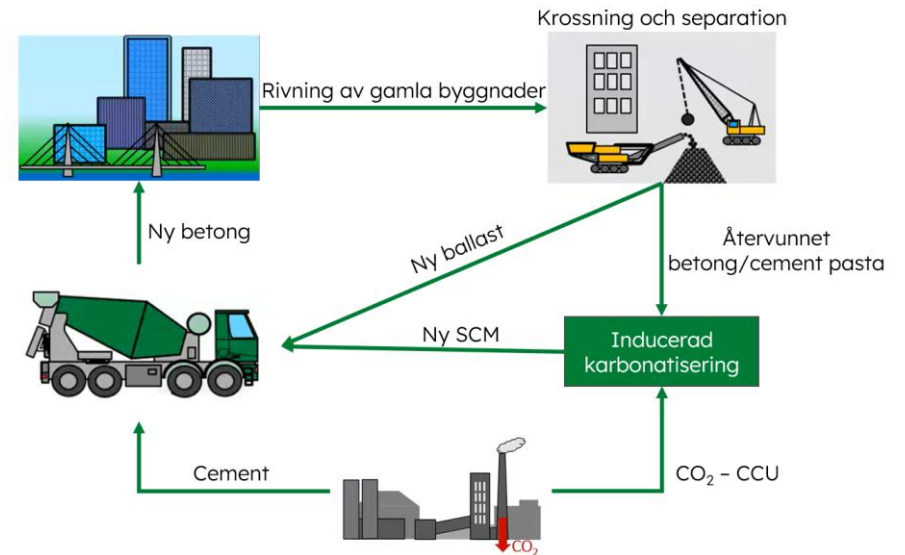 Krossning och separation
Rivning av gamla byggnader
Ny betong
Ny ballast
Återvunnet
betong/cement pasta
Ny SCM
Inducerad
karbonatisering
Cement
CO₂ – CCU
CO₂